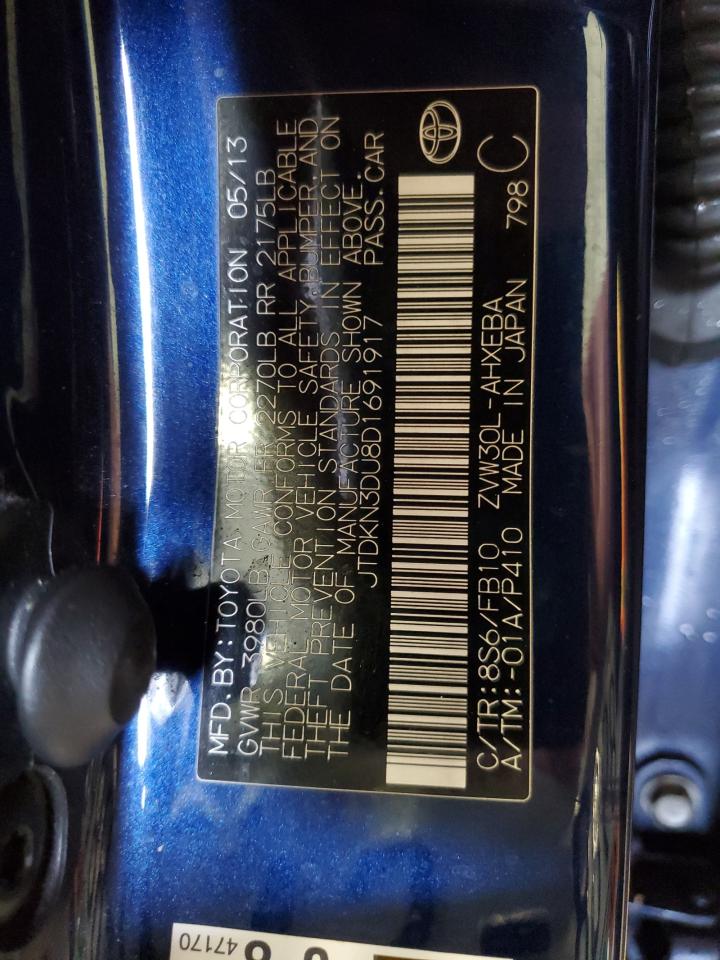 MFD. BY: TOYOTA MOTOR CORPORATION 05/13
GVWR 3980LB GAWR FR 2270LB RR 2175LB
THIS VEHICLE CONFORMS TO ALL APPLICABLE
FEDERAL MOTOR VEHICLE SAFETY, BUMPER, AND
THEFT PREVENTION STANDARDS IN EFFECT ON
THE DATE OF MANUFACTURE SHOWN ABOVE.
JTDKN3DU8D1691917 PASS. CAR
C/TR: 8S6/FB10 ZVW30L-AHXEBA 798
A/TM: -01A/P410 MADE IN JAPAN C
47170